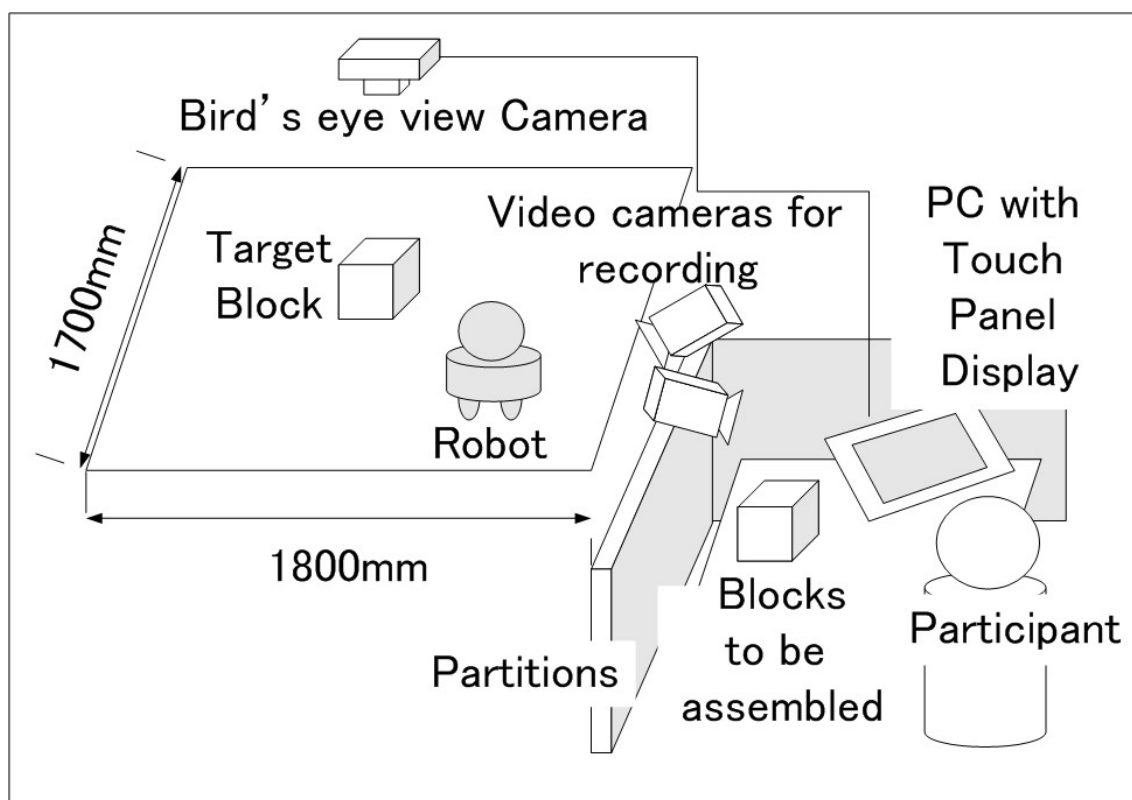 Bird's eye view Camera
Video cameras for
recording
PC with
Touch
Panel
Display
Target
Block
1700mm
Robot
1800mm
Blocks
to be
assembled
Participant
Partitions